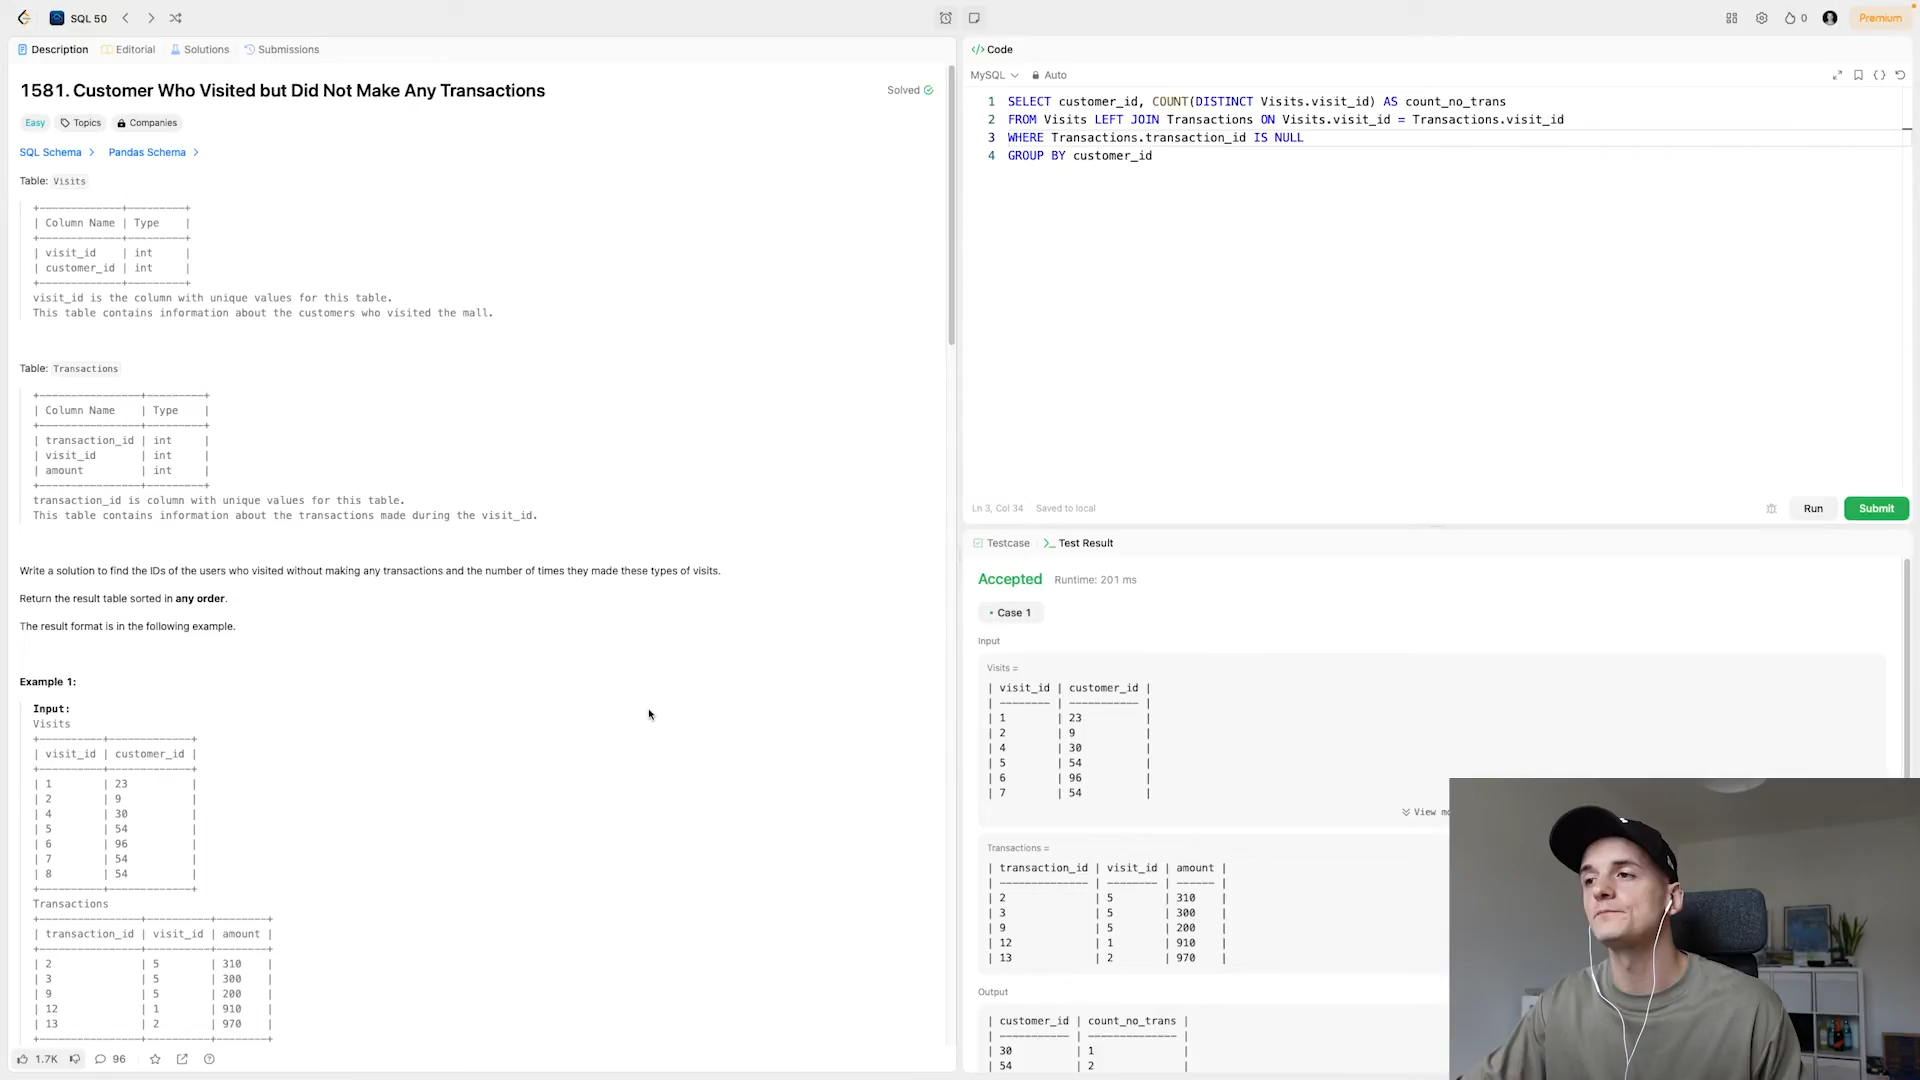 SQL 50
0
Premium
Description
Editorial
Solutions
Submissions
1581. Customer Who Visited but Did Not Make Any Transactions
Solved
Easy
Topics
Companies
SQL Schema >
Pandas Schema >
Table: Visits
+-------------+---------+
| Column Name | Type    |
+-------------+---------+
| visit_id    | int     |
| customer_id | int     |
+-------------+---------+
visit_id is the column with unique values for this table.
This table contains information about the customers who visited the mall.
Table: Transactions
+----------------+---------+
| Column Name    | Type    |
+----------------+---------+
| transaction_id | int     |
| visit_id       | int     |
| amount         | int     |
+----------------+---------+
transaction_id is column with unique values for this table.
This table contains information about the transactions made during the visit_id.
Write a solution to find the IDs of the users who visited without making any transactions and the number of times they made these types of visits.
Return the result table sorted in any order.
The result format is in the following example.
Example 1:
Input:
Visits
+----------+-------------+
| visit_id | customer_id |
+----------+-------------+
| 1        | 23          |
| 2        | 9           |
| 4        | 30          |
| 5        | 54          |
| 6        | 96          |
| 7        | 54          |
| 8        | 54          |
+----------+-------------+
Transactions
+----------------+----------+--------+
| transaction_id | visit_id | amount |
+----------------+----------+--------+
| 2              | 5        | 310    |
| 3              | 5        | 300    |
| 9              | 5        | 200    |
| 12             | 1        | 910    |
| 13             | 2        | 970    |
+----------------+----------+--------+
1.7K
96
</> Code
MySQL
Auto
1 SELECT customer_id, COUNT(DISTINCT Visits.visit_id) AS count_no_trans
2 FROM Visits LEFT JOIN Transactions ON Visits.visit_id = Transactions.visit_id
3 WHERE Transactions.transaction_id IS NULL
4 GROUP BY customer_id
Ln 3, Col 34
Saved to local
Run
Submit
Testcase
>_ Test Result
Accepted
Runtime: 201 ms
• Case 1
Input
Visits =
| visit_id | customer_id |
| -------- | ----------- |
| 1        | 23          |
| 2        | 9           |
| 4        | 30          |
| 5        | 54          |
| 6        | 96          |
| 7        | 54          |
View
Transactions =
| transaction_id | visit_id | amount |
| -------------- | -------- | ------ |
| 2              | 5        | 310    |
| 3              | 5        | 300    |
| 9              | 5        | 200    |
| 12             | 1        | 910    |
| 13             | 2        | 970    |
Output
| customer_id | count_no_trans |
| ----------- | -------------- |
| 30          | 1              |
| 54          | 2              |